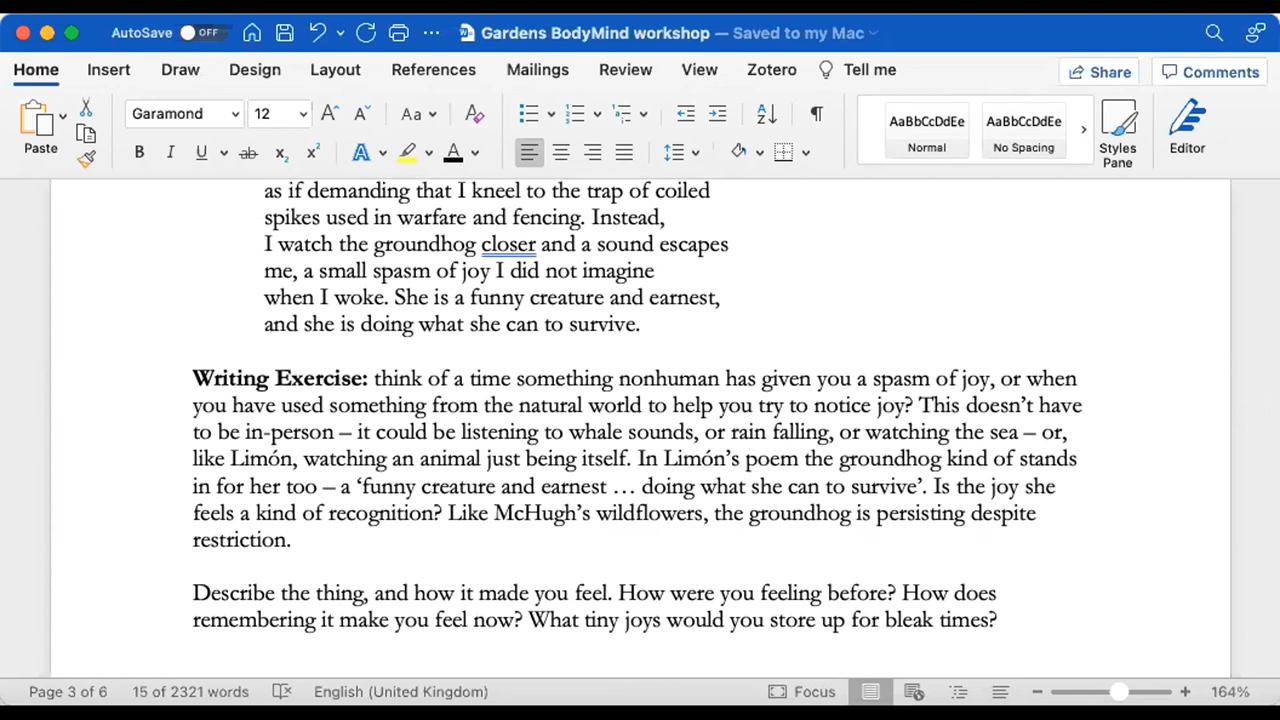 AutoSave OFF Gardens BodyMind workshop — Saved to my Mac
Home Insert Draw Design Layout References Mailings Review View Zotero Tell me Share Comments
Paste Garamond 12 Aa AaBbCcDdEe Normal AaBbCcDdEe No Spacing Styles Pane Editor
as if demanding that I kneel to the trap of coiled
spikes used in warfare and fencing. Instead,
I watch the groundhog closer and a sound escapes
me, a small spasm of joy I did not imagine
when I woke. She is a funny creature and earnest,
and she is doing what she can to survive.
Writing Exercise: think of a time something nonhuman has given you a spasm of joy, or when
you have used something from the natural world to help you try to notice joy? This doesn’t have
to be in-person – it could be listening to whale sounds, or rain falling, or watching the sea – or,
like Limón, watching an animal just being itself. In Limón’s poem the groundhog kind of stands
in for her too – a ‘funny creature and earnest … doing what she can to survive’. Is the joy she
feels a kind of recognition? Like McHugh’s wildflowers, the groundhog is persisting despite
restriction.
Describe the thing, and how it made you feel. How were you feeling before? How does
remembering it make you feel now? What tiny joys would you store up for bleak times?
Page 3 of 6 15 of 2321 words English (United Kingdom) Focus 164%